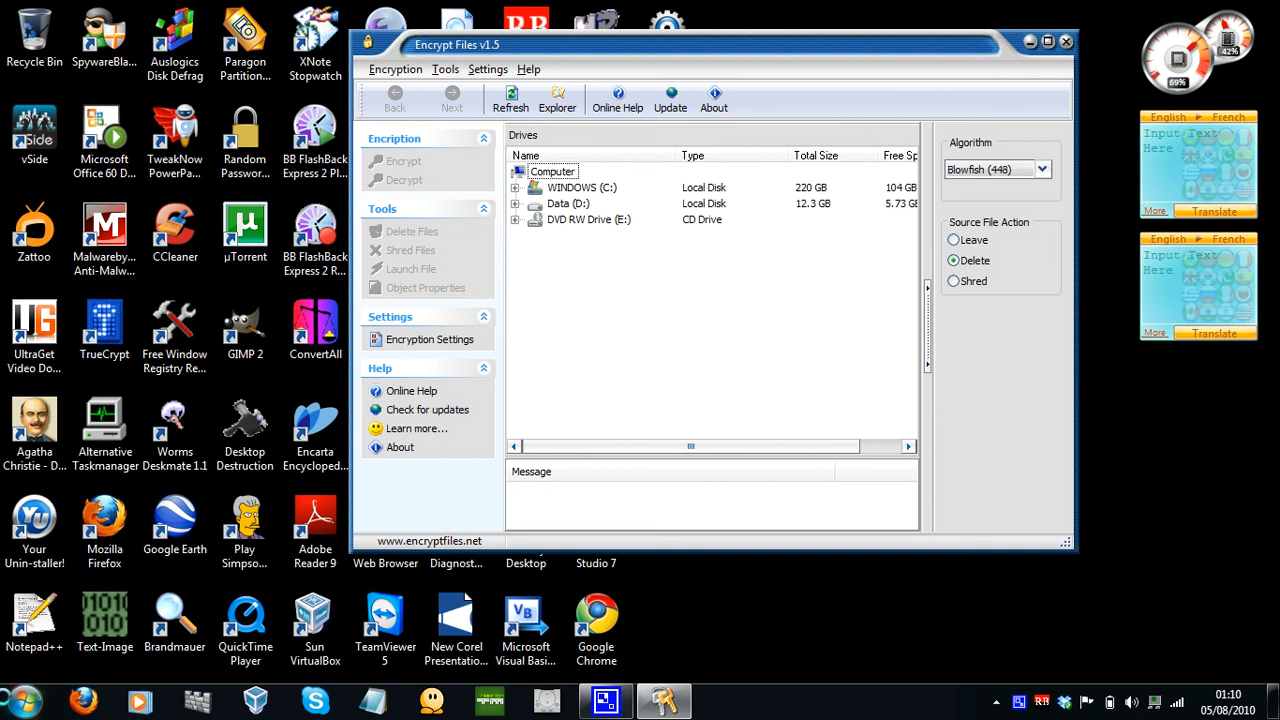 Encrypt Files v1.5
Encryption Tools Settings Help
Back Next Refresh Explorer Online Help Update About
Encription
Encrypt
Decrypt
Tools
Delete Files
Shred Files
Launch File
Object Properties
Settings
Encryption Settings
Help
Online Help
Check for updates
Learn more...
About
Drives
Name Type Total Size Free Sp
Computer
WINDOWS (C:) Local Disk 220 GB 104 GB
Data (D:) Local Disk 12.3 GB 5.73 GB
DVD RW Drive (E:) CD Drive
Message
www.encryptfiles.net
Algorithm
Blowfish (448)
Source File Action
Leave
Delete
Shred
Recycle Bin
SpywareBla...
Auslogics
Disk Defrag
Paragon
Partition...
XNote
Stopwatch
Side
vSide
Microsoft
Office 60 D...
TweakNow
PowerPa...
Random
Password...
BB FlashBack
Express 2 Pl...
Zattoo
Malwareby...
Anti-Malw...
CCleaner
µTorrent
BB FlashBack
Express 2 R...
UltraGet
Video Do...
TrueCrypt
Free Window
Registry Re...
GIMP 2
ConvertAll
Agatha
Christie - D...
Alternative
Taskmanager
Worms
Deskmate 1.1
Desktop
Destruction
Encarta
Encycloped...
Your
Unin-staller!
Mozilla
Firefox
Google Earth
Play
Simpso...
Adobe
Reader 9
Web Browser
Diagnost...
Desktop
Studio 7
Notepad++
Text-Image
Brandmauer
QuickTime
Player
Sun
VirtualBox
TeamViewer
5
New Corel
Presentatio...
Microsoft
Visual Basi...
Google
Chrome
69%
42%
English French
Input Text
Here
More Translate
English French
Input Text
Here
More Translate
01:10
05/08/2010